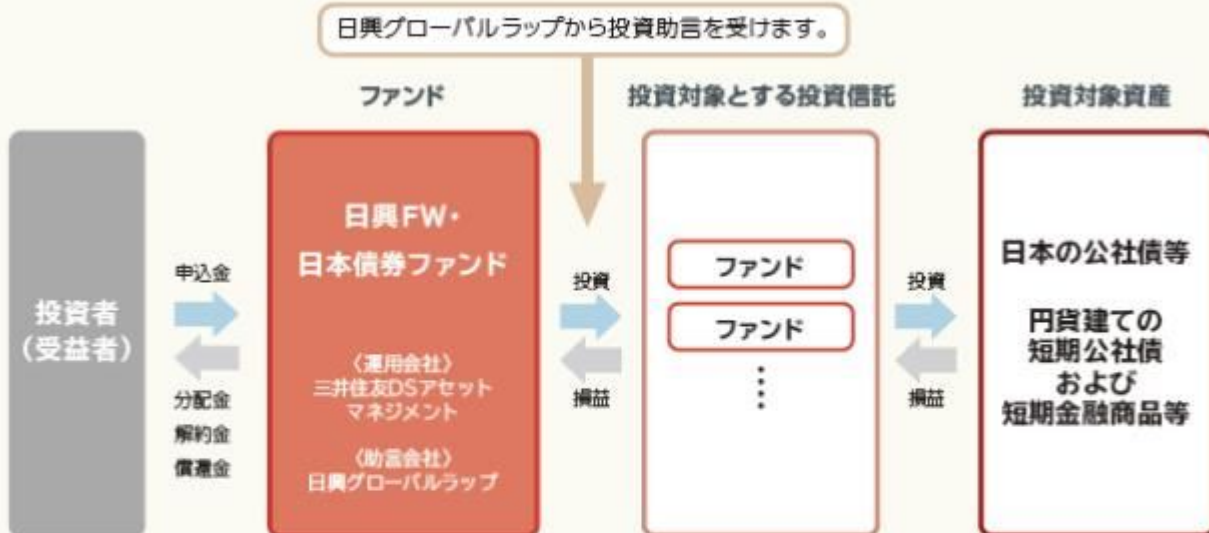 日興グローバルラップから投資助言を受けます。
ファンド
投資対象とする投資信託
投資対象資産
投資者
（受益者）
申込金
分配金
解約金
償還金
日興FW・
日本債券ファンド
〈運用会社〉
三井住友DSアセット
マネジメント
〈助言会社〉
日興グローバルラップ
投資
損益
ファンド
ファンド
投資
損益
日本の公社債等
円貨建ての
短期公社債
および
短期金融商品等